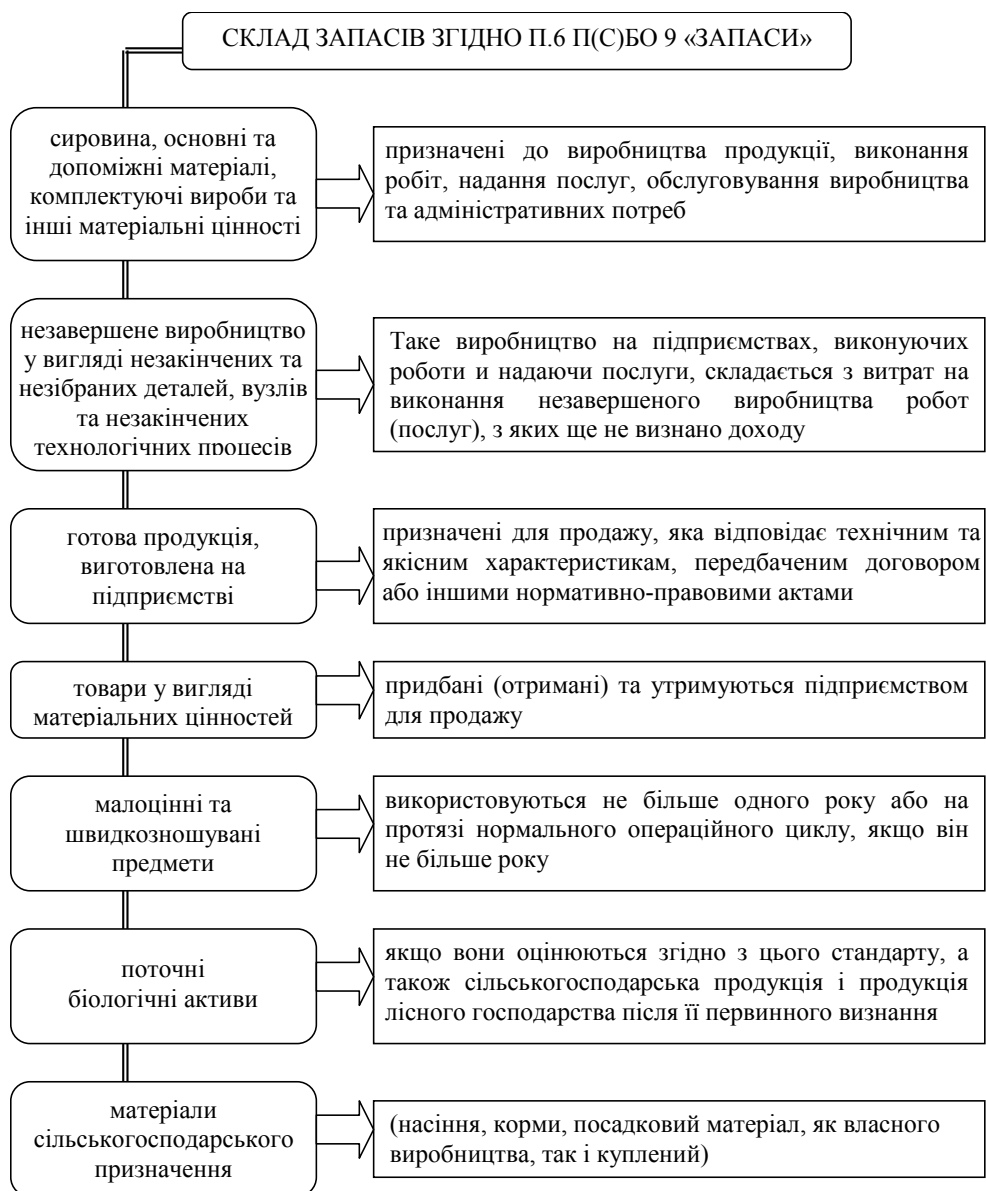 СКЛАД ЗАПАСІВ ЗГІДНО П.6 П(С)БО 9 «ЗАПАСИ»
сировина, основні та
допоміжні матеріалі,
комплектуючі вироби та
інші матеріальні цінності
призначені до виробництва продукції, виконання
робіт, надання послуг, обслуговування виробництва
та адміністративних потреб
незавершене виробництво
у вигляді незакінчених та
незібраних деталей, вузлів
та незакінчених
технологічних процесів
Таке виробництво на підприємствах, виконуючих
роботи и надаючи послуги, складається з витрат на
виконання незавершеного виробництва робот
(послуг), з яких ще не визнано доходу
готова продукція,
виготовлена на
підприємстві
призначені для продажу, яка відповідає технічним та
якісним характеристикам, передбаченим договором
або іншими нормативно-правовими актами
товари у вигляді
матеріальних цінностей
придбані (отримані) та утримуються підприємством
для продажу
малоцінні та
швидкозношувані
предмети
використовуються не більше одного року або на
протязі нормального операційного циклу, якщо він
не більше року
поточні
біологічні активи
якщо вони оцінюються згідно з цього стандарту, а
також сільськогосподарська продукція і продукція
лісного господарства після її первинного визнання
матеріали
сільськогосподарського
призначення
(насіння, корми, посадковий матеріал, як власного
виробництва, так і куплений)